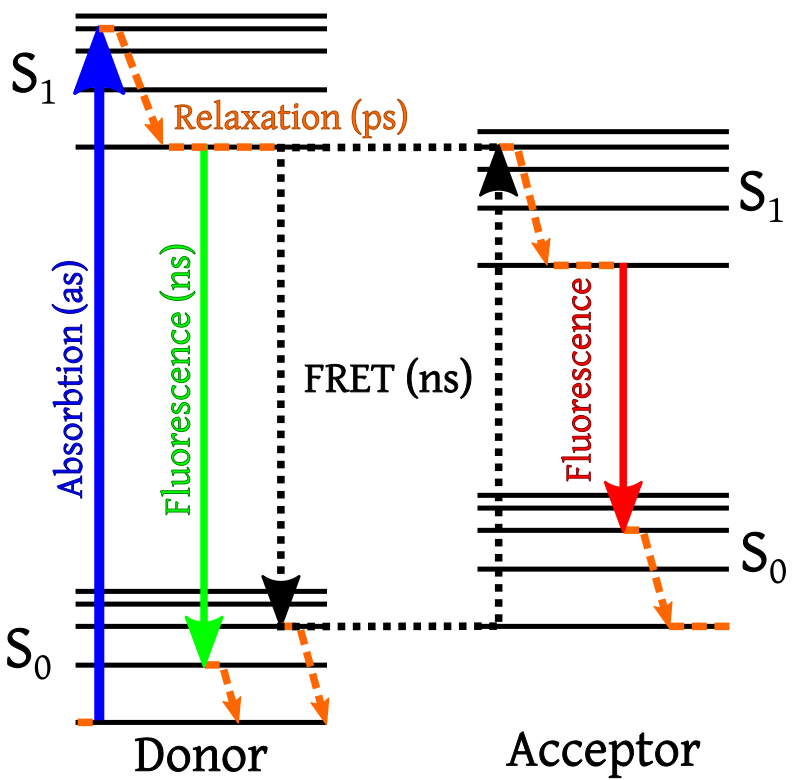 S1
Relaxation (ps)
S1
Absorbtion (as)
Fluorescence (ns)
FRET (ns)
Fluorescence
S0
S0
Donor
Acceptor